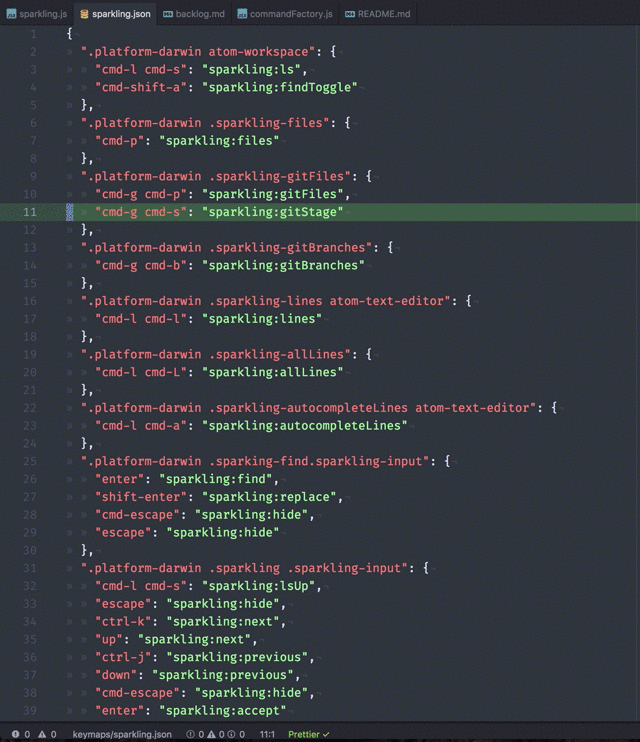 sparkling.js sparkling.json backlog.md commandFactory.js README.md
1 {
2 ".platform-darwin atom-workspace": {
3 "cmd-l cmd-s": "sparkling:ls",
4 "cmd-shift-a": "sparkling:findToggle"
5 },
6 ".platform-darwin .sparkling-files": {
7 "cmd-p": "sparkling:files"
8 },
9 ".platform-darwin .sparkling-gitFiles": {
10 "cmd-g cmd-p": "sparkling:gitFiles",
11 "cmd-g cmd-s": "sparkling:gitStage"
12 },
13 ".platform-darwin .sparkling-gitBranches": {
14 "cmd-g cmd-b": "sparkling:gitBranches"
15 },
16 ".platform-darwin .sparkling-lines atom-text-editor": {
17 "cmd-l cmd-l": "sparkling:lines"
18 },
19 ".platform-darwin .sparkling-allLines": {
20 "cmd-l cmd-L": "sparkling:allLines"
21 },
22 ".platform-darwin .sparkling-autocompleteLines atom-text-editor": {
23 "cmd-l cmd-a": "sparkling:autocompleteLines"
24 },
25 ".platform-darwin .sparking-find.sparkling-input": {
26 "enter": "sparkling:find",
27 "shift-enter": "sparkling:replace",
28 "cmd-escape": "sparkling:hide",
29 "escape": "sparkling:hide"
30 },
31 ".platform-darwin .sparkling .sparkling-input": {
32 "cmd-l cmd-s": "sparkling:lsUp",
33 "escape": "sparkling:hide",
34 "ctrl-k": "sparkling:next",
35 "up": "sparkling:next",
36 "ctrl-j": "sparkling:previous",
37 "down": "sparkling:previous",
38 "cmd-escape": "sparkling:hide",
39 "enter": "sparkling:accept"
0 0 keymaps/sparkling.json 0 0 0 11:1 Prettier ✓